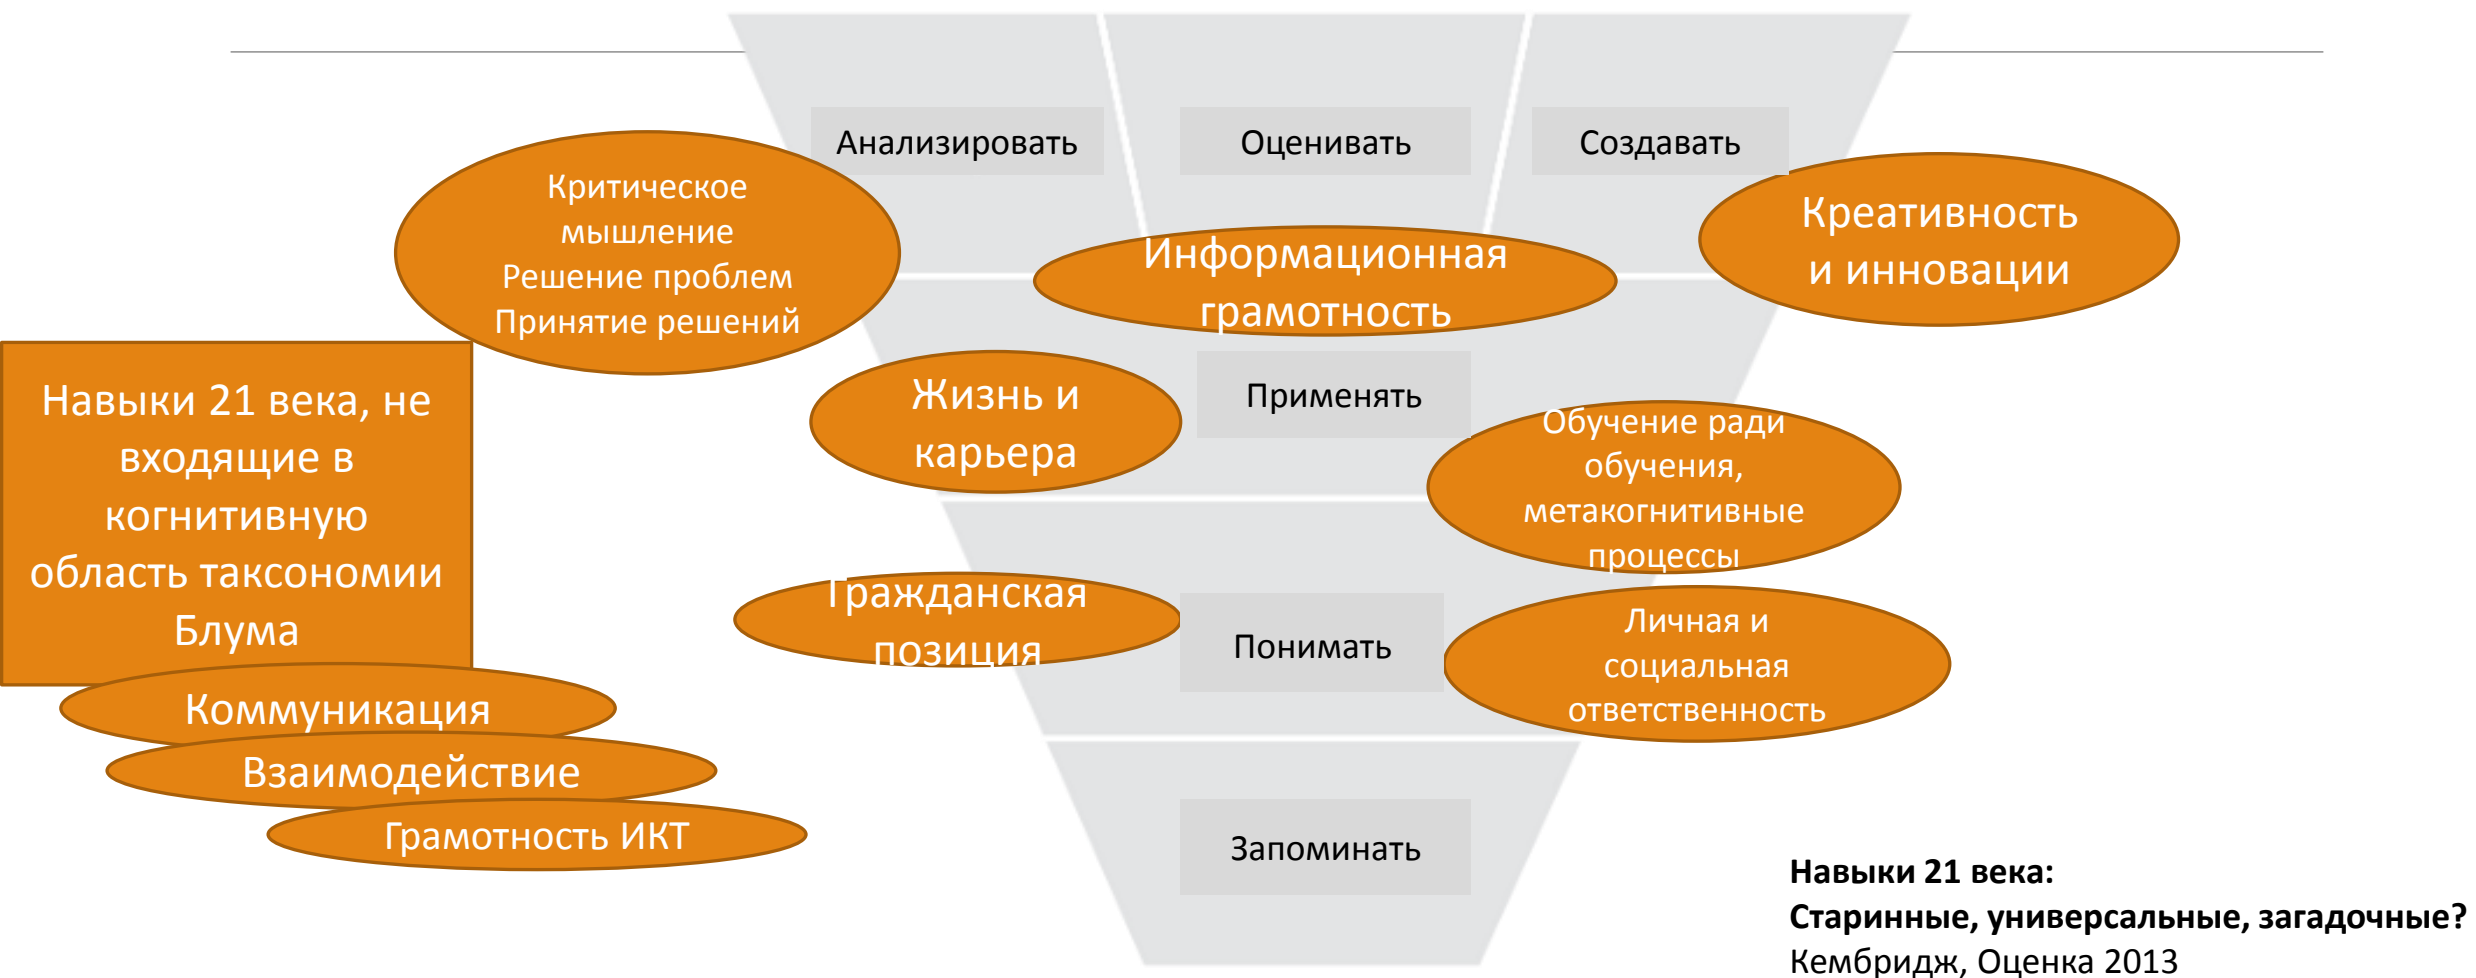 Анализировать
Оценивать
Создавать
Критическое
мышление
Решение проблем
Принятие решений
Информационная
грамотность
Креативность
и инновации
Навыки 21 века, не
входящие в
когнитивную
область таксономии
Блума
Жизнь и
карьера
Применять
Обучение ради
обучения,
метакогнитивные
процессы
Гражданская
позиция
Понимать
Личная и
социальная
ответственность
Коммуникация
Взаимодействие
Грамотность ИКТ
Запоминать
Навыки 21 века:
Старинные, универсальные, загадочные?
Кембридж, Оценка 2013